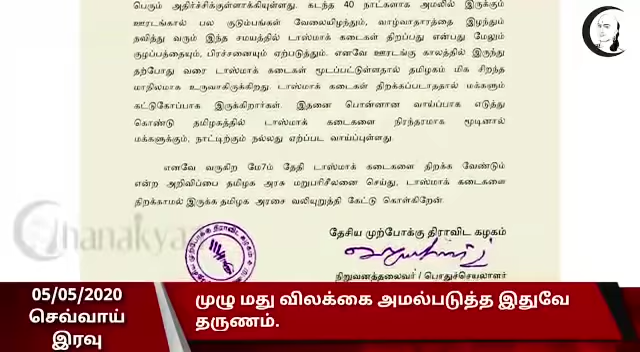 பெரும் அதிர்ச்சிக்குள்ளாக்கியுள்ளது. கடந்த 40 நாட்களாக அமலில் இருக்கும்
ஊரடங்கால் பல குடும்பங்கள் வேலையிழந்தும், வாழ்வாதாரத்தை இழந்தும்
தவித்து வரும் இந்த சமயத்தில் டாஸ்மாக் கடைகள் திறப்பது என்பது மேலும்
குழப்பத்தையும், பிரச்சனையும் ஏற்படுத்தும். எனவே ஊரடங்கு காலத்தில் இருந்து
தற்போது வரை டாஸ்மாக் கடைகள் மூடப்பட்டுள்ளதால் தமிழகம் மிக சிறந்த
மாநிலமாக உருவாகிருக்கிறது. டாஸ்மாக் கடைகள் திறக்கப்படாததால் மக்களும்
கட்டுகோப்பாக இருக்கிறார்கள். இதனை பொன்னான வாய்ப்பாக எடுத்து
கொண்டு தமிழகத்தில் டாஸ்மாக் கடைகளை நிரந்தரமாக மூடினால்
மக்களுக்கும், நாட்டிற்கும் நல்லது ஏற்ப்பட வாய்ப்புள்ளது.
எனவே வருகிற மே7ம் தேதி டாஸ்மாக் கடைகளை திறக்க வேண்டும்
என்ற அறிவிப்பை தமிழக அரசு மறுபரிசீலனை செய்து, டாஸ்மாக் கடைகளை
திறக்காமல் இருக்க தமிழக அரசை வலியுறுத்தி கேட்டு கொள்கிறேன்.
தேசிய முற்போக்கு திராவிட கழகம்
நிறுவனத்தலைவர் / பொதுச்செயலாளர்
Chanakya
05/05/2020
செவ்வாய்
இரவு
முழு மது விலக்கை அமல்படுத்த இதுவே
தருணம்.